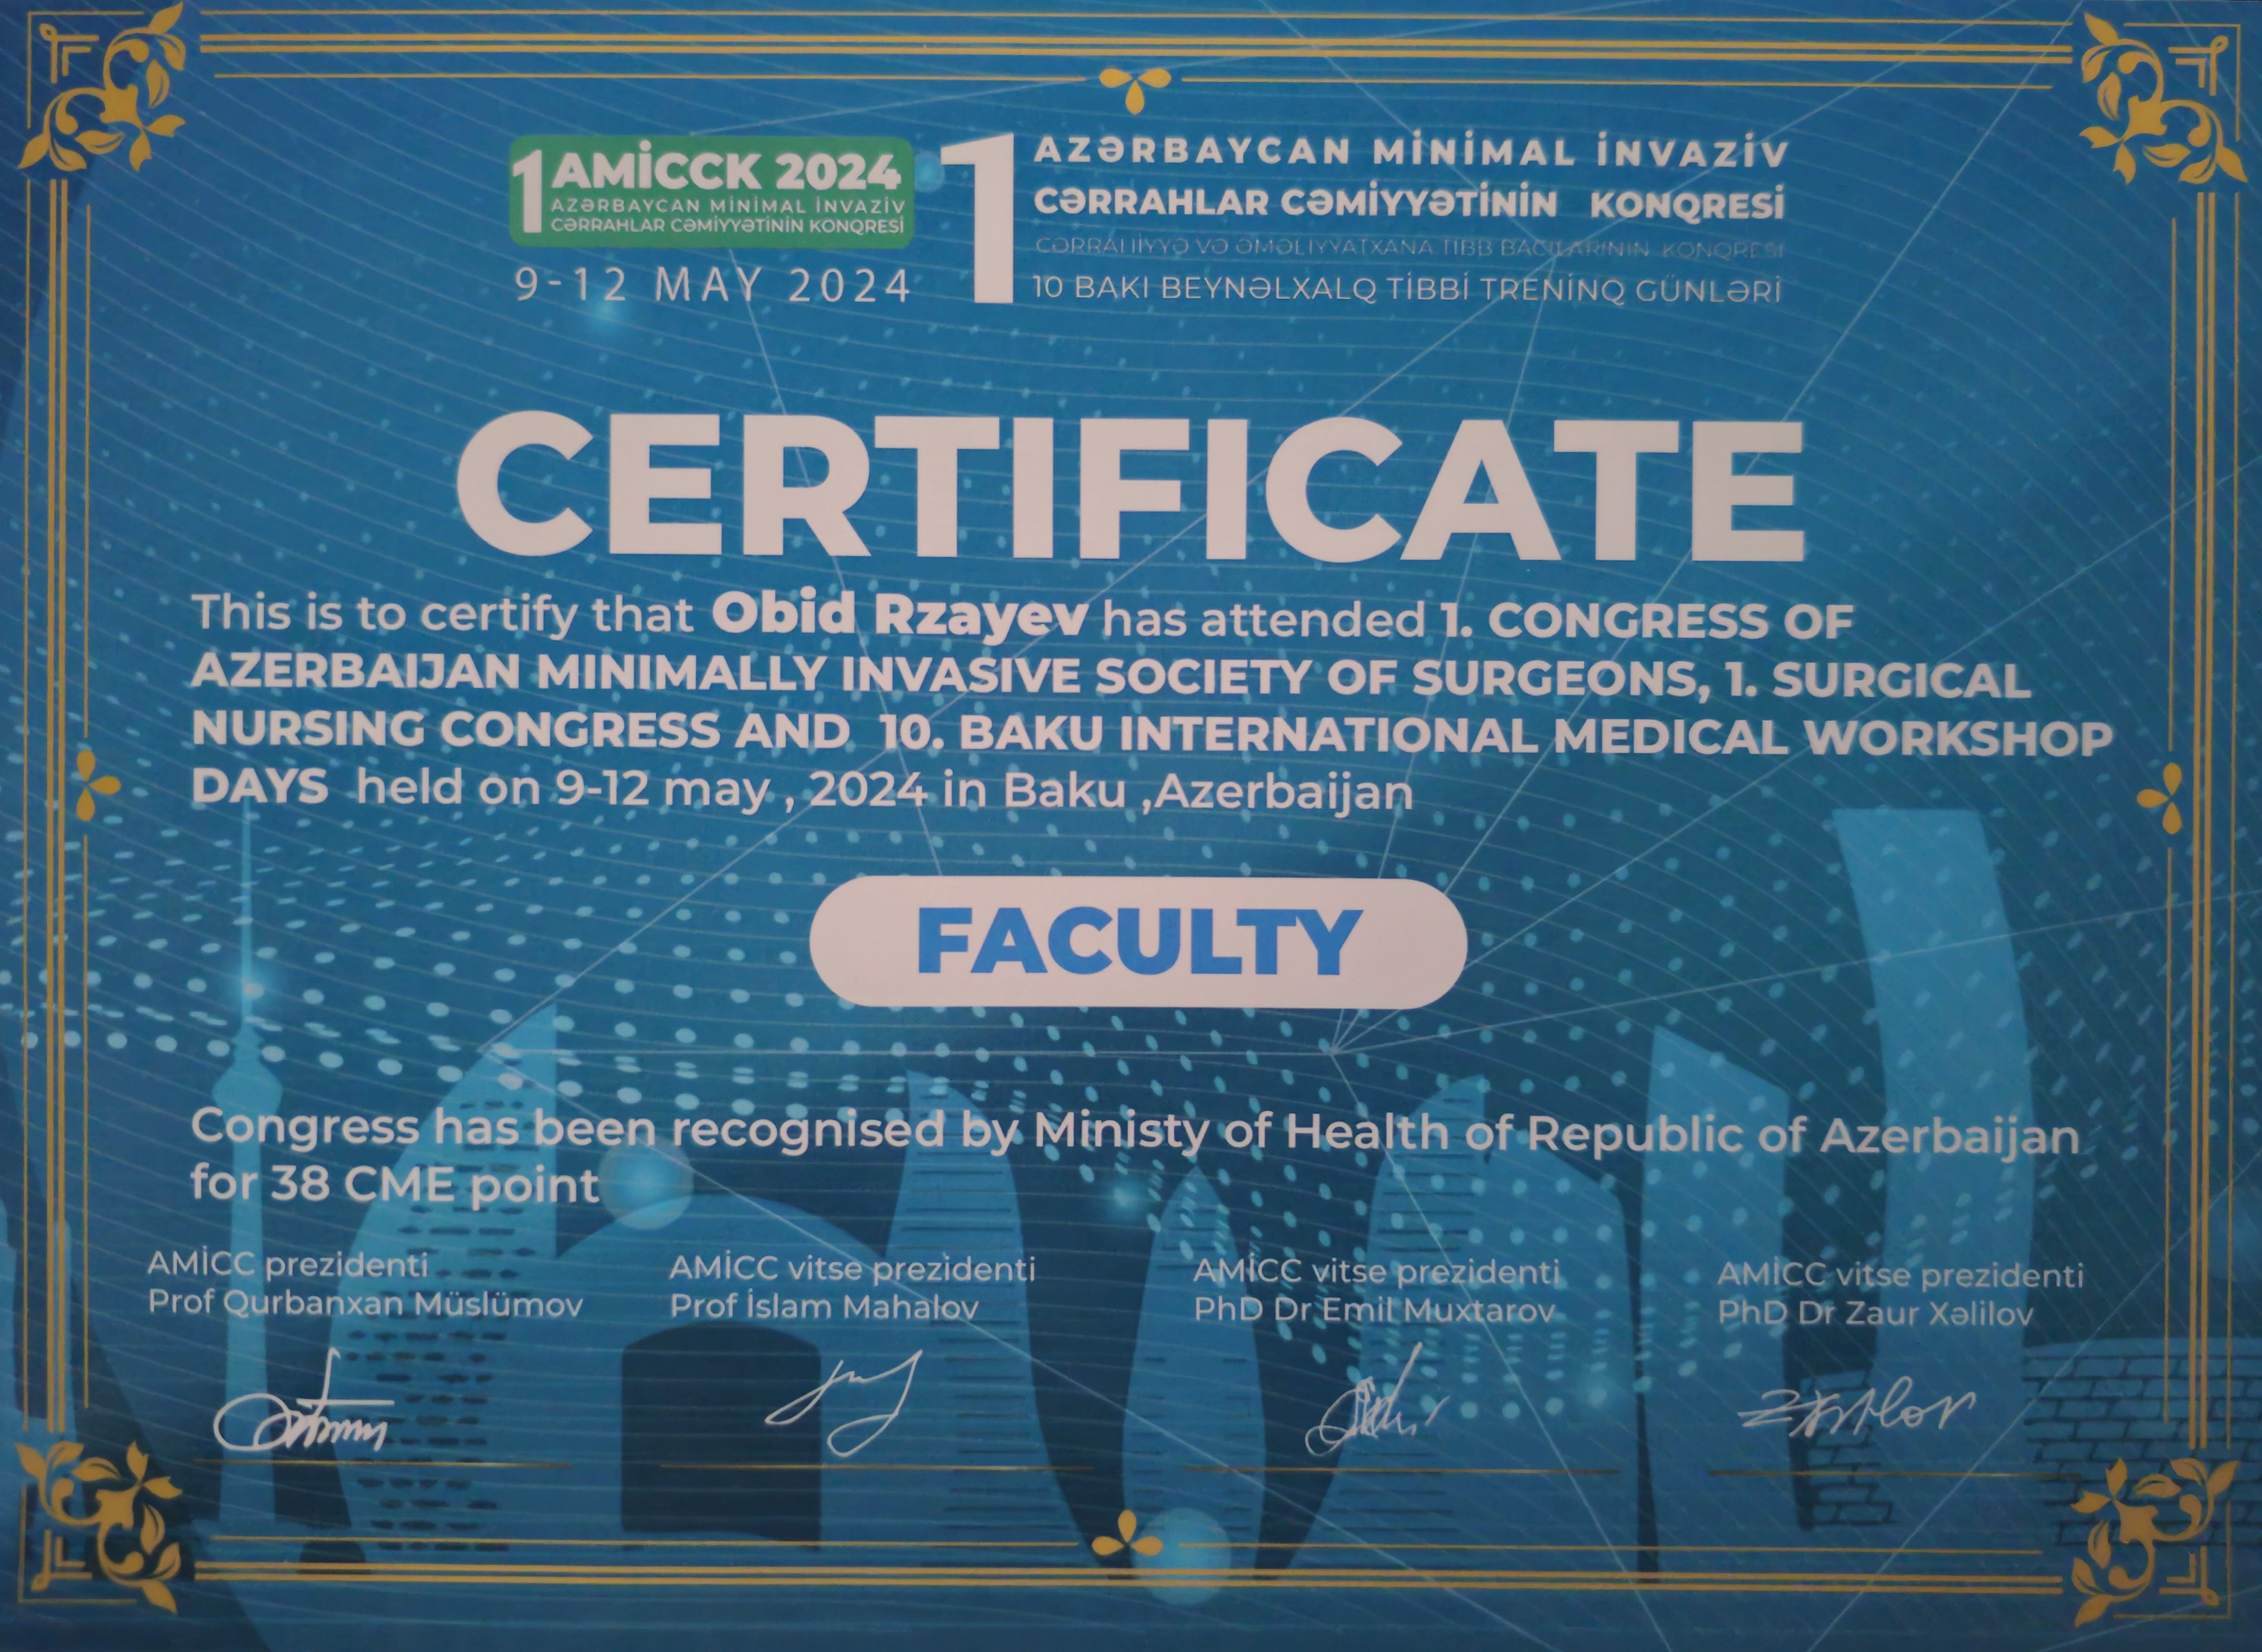 1 AMİCCK 2024
AZƏRBAYCAN MİNİMAL İNVAZİV
CƏRRAHLAR CƏMİYYƏTİNİN KONQRESİ
9-12 MAY 2024
1
AZƏRBAYCAN MİNİMAL İNVAZİV
CƏRRAHLAR CƏMİYYƏTİNİN KONQRESİ
CƏRRAHİYYƏ VƏ ƏMƏLİYYATXANA TİBB BACILARININ KONQRESİ
10 BAKI BEYNƏLXALQ TİBBİ TRENİNQ GÜNLƏRİ
CERTIFICATE
This is to certify that Obid Rzayev has attended 1. CONGRESS OF
AZERBAIJAN MINIMALLY INVASIVE SOCIETY OF SURGEONS, 1. SURGICAL
NURSING CONGRESS AND 10. BAKU INTERNATIONAL MEDICAL WORKSHOP
DAYS held on 9-12 may , 2024 in Baku ,Azerbaijan
FACULTY
Congress has been recognised by Ministy of Health of Republic of Azerbaijan
for 38 CME point
AMİCC prezidenti
Prof Qurbanxan Müslümov
AMİCC vitse prezidenti
Prof İslam Mahalov
AMİCC vitse prezidenti
PhD Dr Emil Muxtarov
AMİCC vitse prezidenti
PhD Dr Zaur Xəlilov